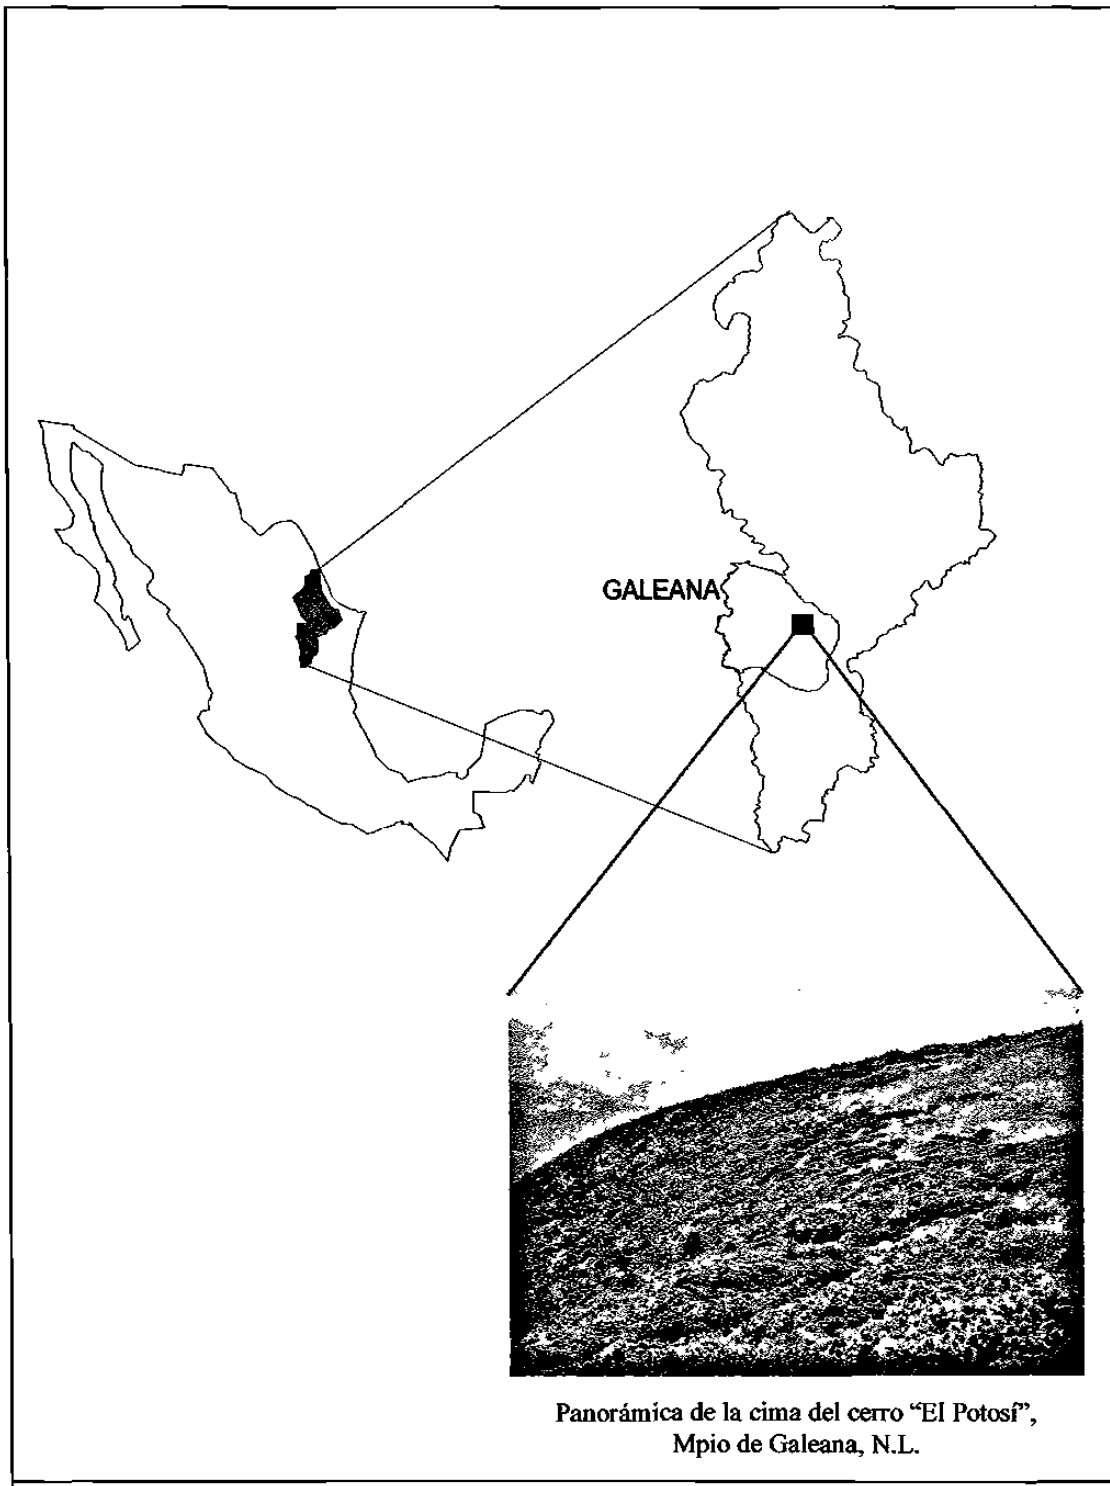 GALEANA
Panorámica de la cima del cerro “El Potosí”,
Mpio de Galeana, N.L.